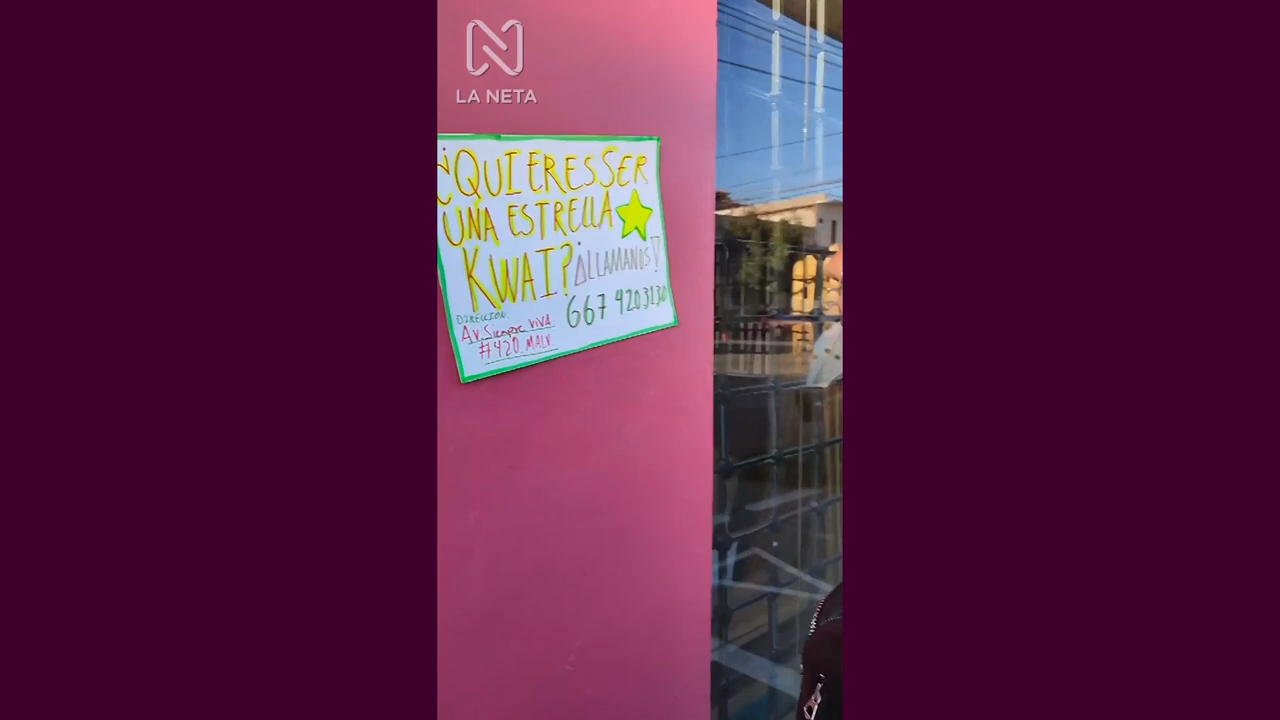 LA NETA
¿QUIERES SER
UNA ESTRELLA
KWAI? ¡LLAMANOS!
667 4203130
DIRECCION:
AV. Siempre VIVA
#420. MALV.